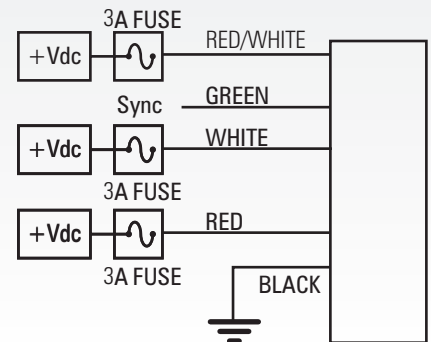 3A FUSE
+Vdc RED/WHITE
Sync GREEN
+Vdc WHITE
3A FUSE
+Vdc RED
3A FUSE
BLACK